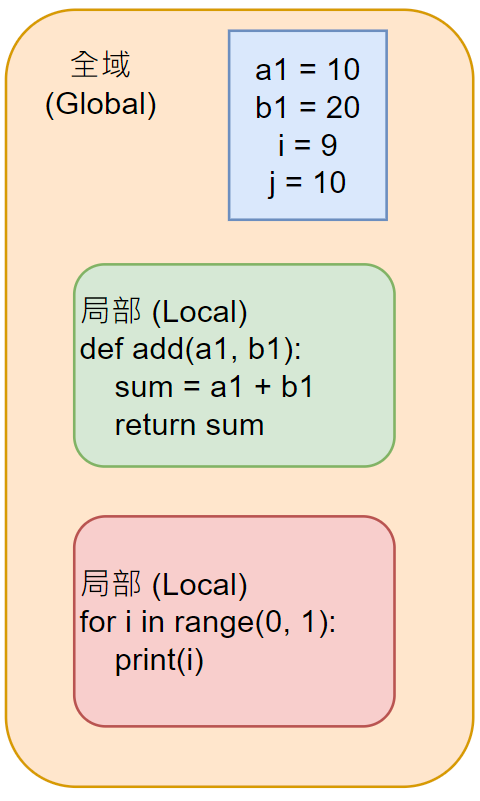 全域
(Global)
a1 = 10
b1 = 20
i = 9
j = 10
局部 (Local)
def add(a1, b1):
    sum = a1 + b1
    return sum
局部 (Local)
for i in range(0, 1):
    print(i)